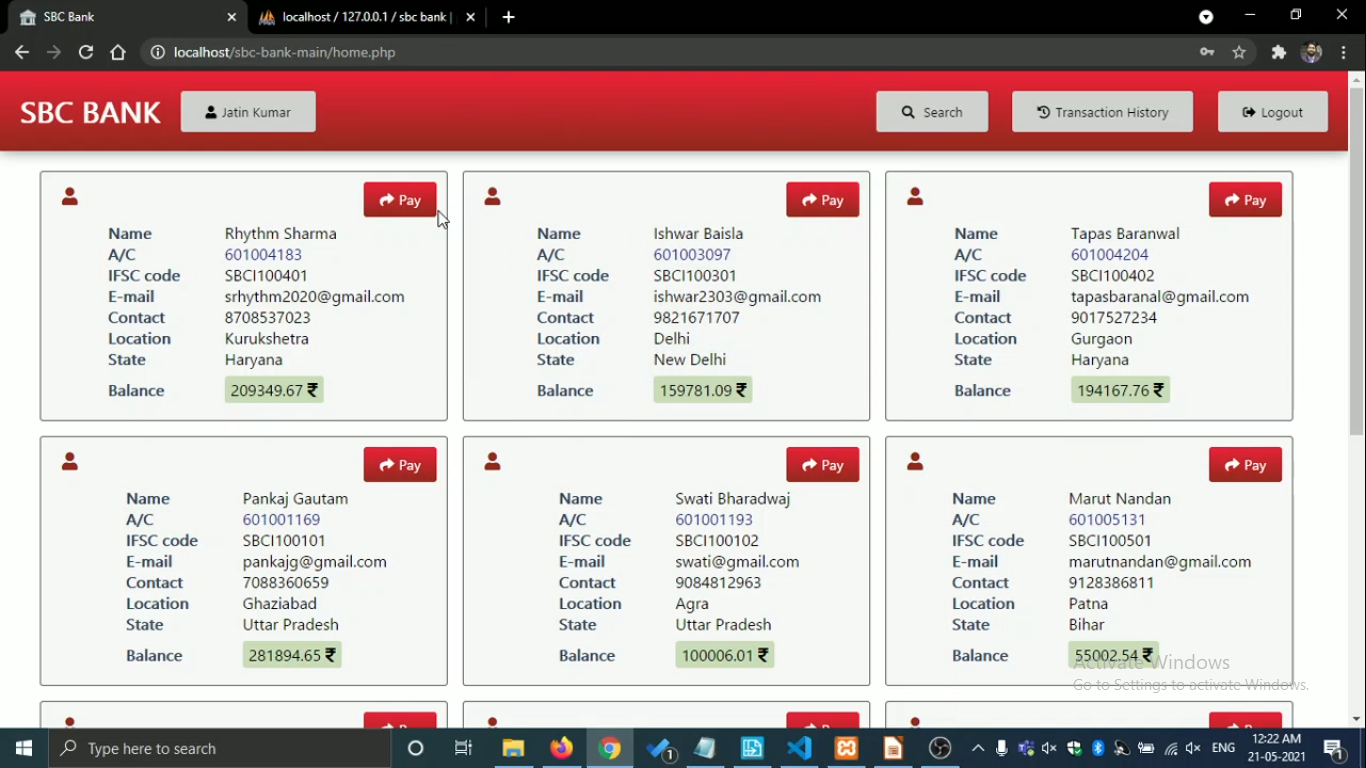 SBC Bank
localhost / 127.0.0.1 / sbc bank |
localhost/sbc-bank-main/home.php
SBC BANK
Jatin Kumar
Search
Transaction History
Logout
Pay
Name Rhythm Sharma
A/C 601004183
IFSC code SBCI100401
E-mail srhythm2020@gmail.com
Contact 8708537023
Location Kurukshetra
State Haryana
Balance 209349.67 ₹
Pay
Name Ishwar Baisla
A/C 601003097
IFSC code SBCI100301
E-mail ishwar2303@gmail.com
Contact 9821671707
Location Delhi
State New Delhi
Balance 159781.09 ₹
Pay
Name Tapas Baranwal
A/C 601004204
IFSC code SBCI100402
E-mail tapasbaranal@gmail.com
Contact 9017527234
Location Gurgaon
State Haryana
Balance 194167.76 ₹
Pay
Name Pankaj Gautam
A/C 601001169
IFSC code SBCI100101
E-mail pankajg@gmail.com
Contact 7088360659
Location Ghaziabad
State Uttar Pradesh
Balance 281894.65 ₹
Pay
Name Swati Bharadwaj
A/C 601001193
IFSC code SBCI100102
E-mail swati@gmail.com
Contact 9084812963
Location Agra
State Uttar Pradesh
Balance 100006.01 ₹
Pay
Name Marut Nandan
A/C 601005131
IFSC code SBCI100501
E-mail marutnandan@gmail.com
Contact 9128386811
Location Patna
State Bihar
Balance 55002.54 ₹
Activate Windows
Go to Settings to activate Windows.
Type here to search
1
ENG
12:22 AM
21-05-2021
1